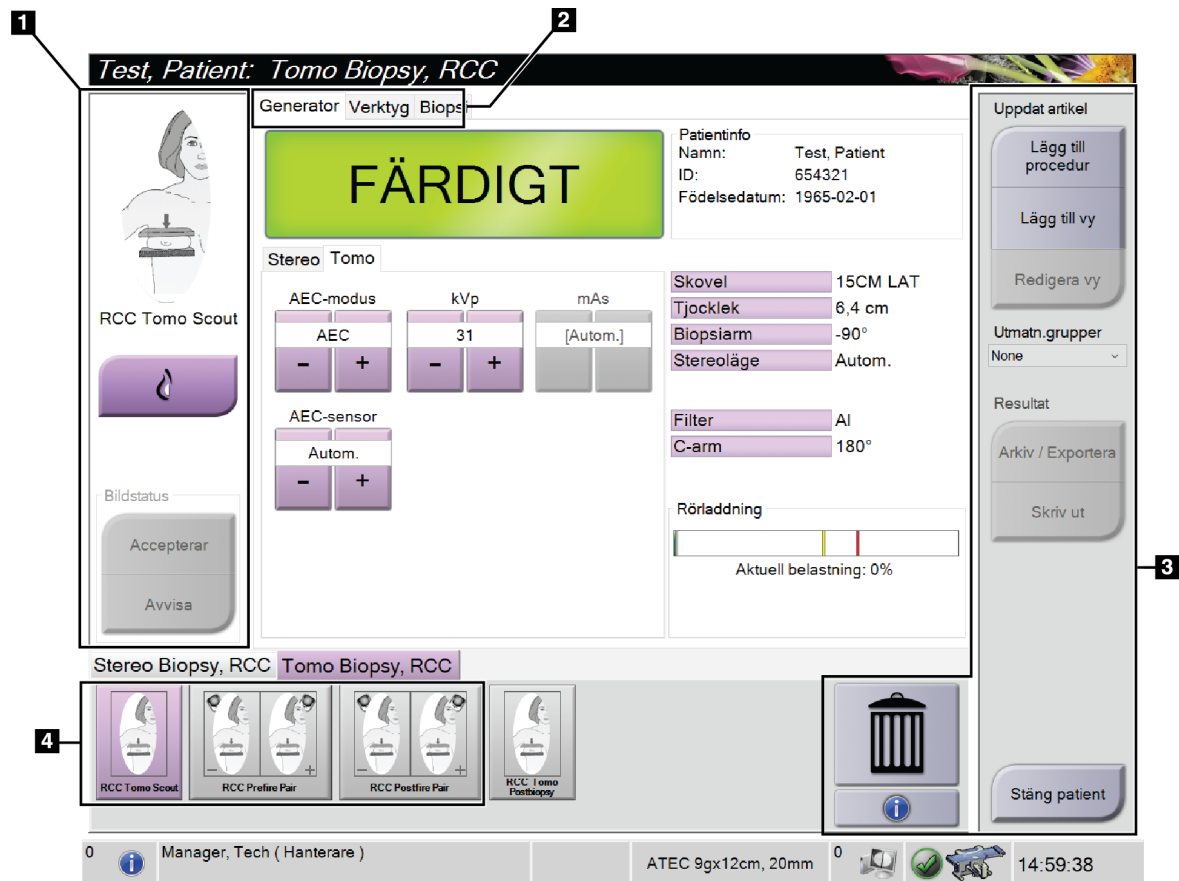 1
2
Test, Patient: Tomo Biopsy, RCC
Generator Verktyg Biopsi
FÄRDIGT
Patientinfo
Namn: Test, Patient
ID: 654321
Födelsedatum: 1965-02-01
Uppdat artikel
Lägg till
procedur
Lägg till vy
Redigera vy
Utmatn.grupper
None
Resultat
Arkiv / Exportera
Skriv ut
3
Stäng patient
RCC Tomo Scout
Bildstatus
Accepterar
Avvisa
Stereo Tomo
AEC-modus kVp mAs
AEC 31 [Autom.]
- + - +
AEC-sensor
Autom.
- +
Skovel 15CM LAT
Tjocklek 6,4 cm
Biopsiarm -90°
Stereoläge Autom.
Filter Al
C-arm 180°
Rörladdning
Aktuell belastning: 0%
Stereo Biopsy, RCC Tomo Biopsy, RCC
4
- + - +
RCC Tomo Scout RCC Prefire Pair RCC Postfire Pair RCC Tomo
Postbiopsy
0 i Manager, Tech ( Hanterare ) ATEC 9gx12cm, 20mm 0 14:59:38